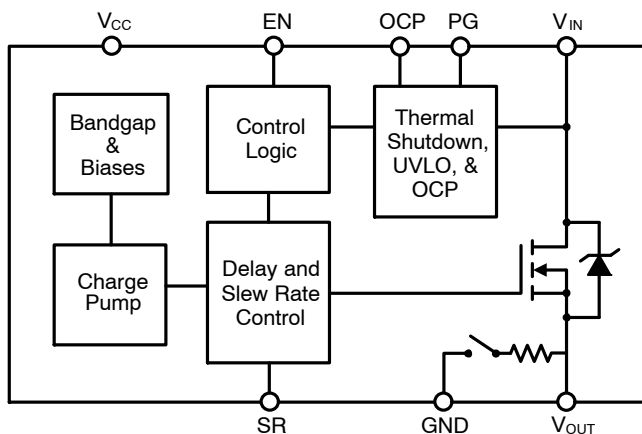 VCC
EN
OCP
PG
VIN
Bandgap
&
Biases
Control
Logic
Thermal
Shutdown,
UVLO, &
OCP
Charge
Pump
Delay and
Slew Rate
Control
SR
GND
VOUT